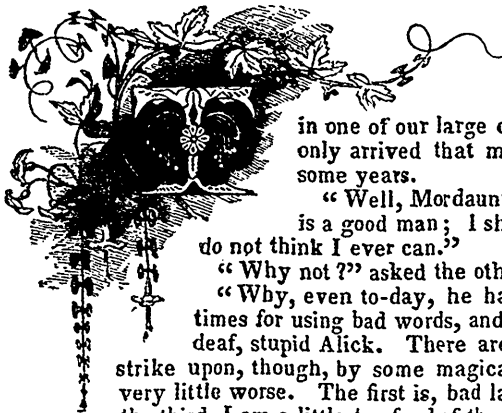 I
in one of our large
only arrived that
some years.
“ Well, Mordaun
is a good man ; I sh
do not think I ever can.”
“ Why not ?” asked the oth
“ Why, even to-day, he ha
times for using bad words, and
deaf, stupid Alick. There are
strike upon, though, by some magica
very little worse. The first is, bad la